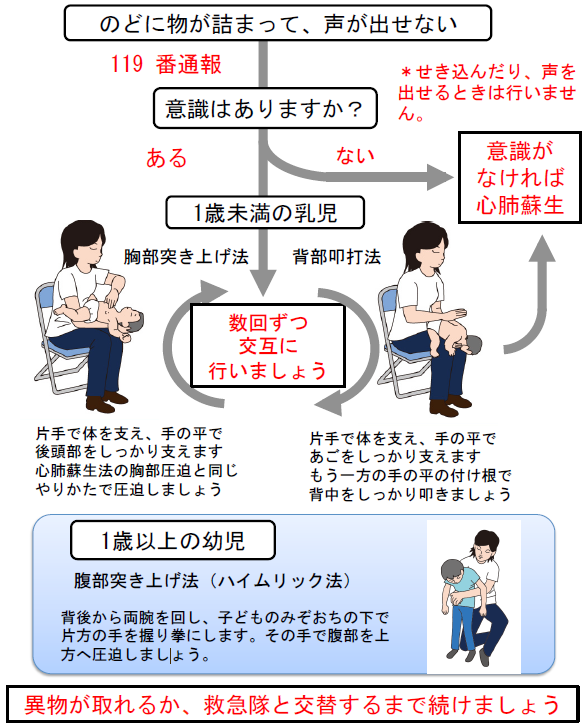 のどに物が詰まって、声が出せない
119 番通報
＊せき込んだり、声を
出せるときは行いませ
ん。
意識はありますか？
ある
ない
意識が
なければ
心肺蘇生
1歳未満の乳児
胸部突き上げ法
背部叩打法
数回ずつ
交互に
行いましょう
片手で体を支え、手の平で
後頭部をしっかり支えます
心肺蘇生法の胸部圧迫と同じ
やりかたで圧迫しましょう
片手で体を支え、手の平で
あごをしっかり支えます
もう一方の手の平の付け根で
背中をしっかり叩きましょう
1歳以上の幼児
腹部突き上げ法（ハイムリック法）
背後から両腕を回し、子どものみぞおちの下で
片方の手を握り拳にします。その手で腹部を上
方へ圧迫しましょう。
異物が取れるか、救急隊と交替するまで続けましょう